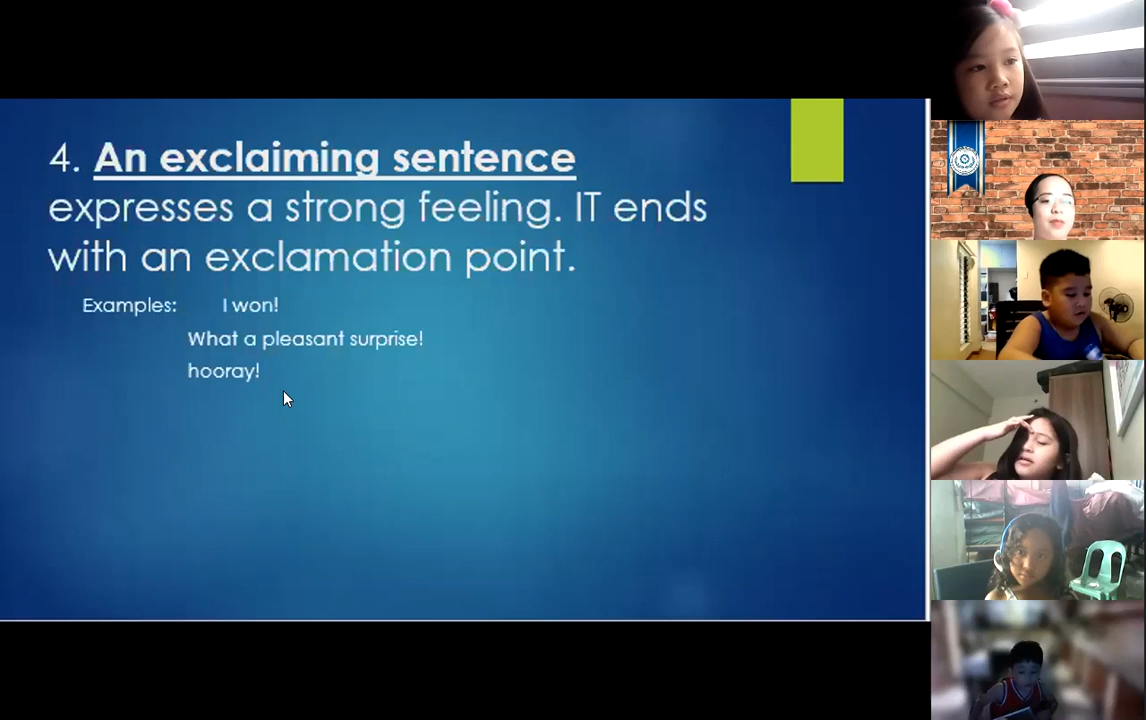 4. An exclaiming sentence
expresses a strong feeling. IT ends
with an exclamation point.
Examples: I won!
What a pleasant surprise!
hooray!